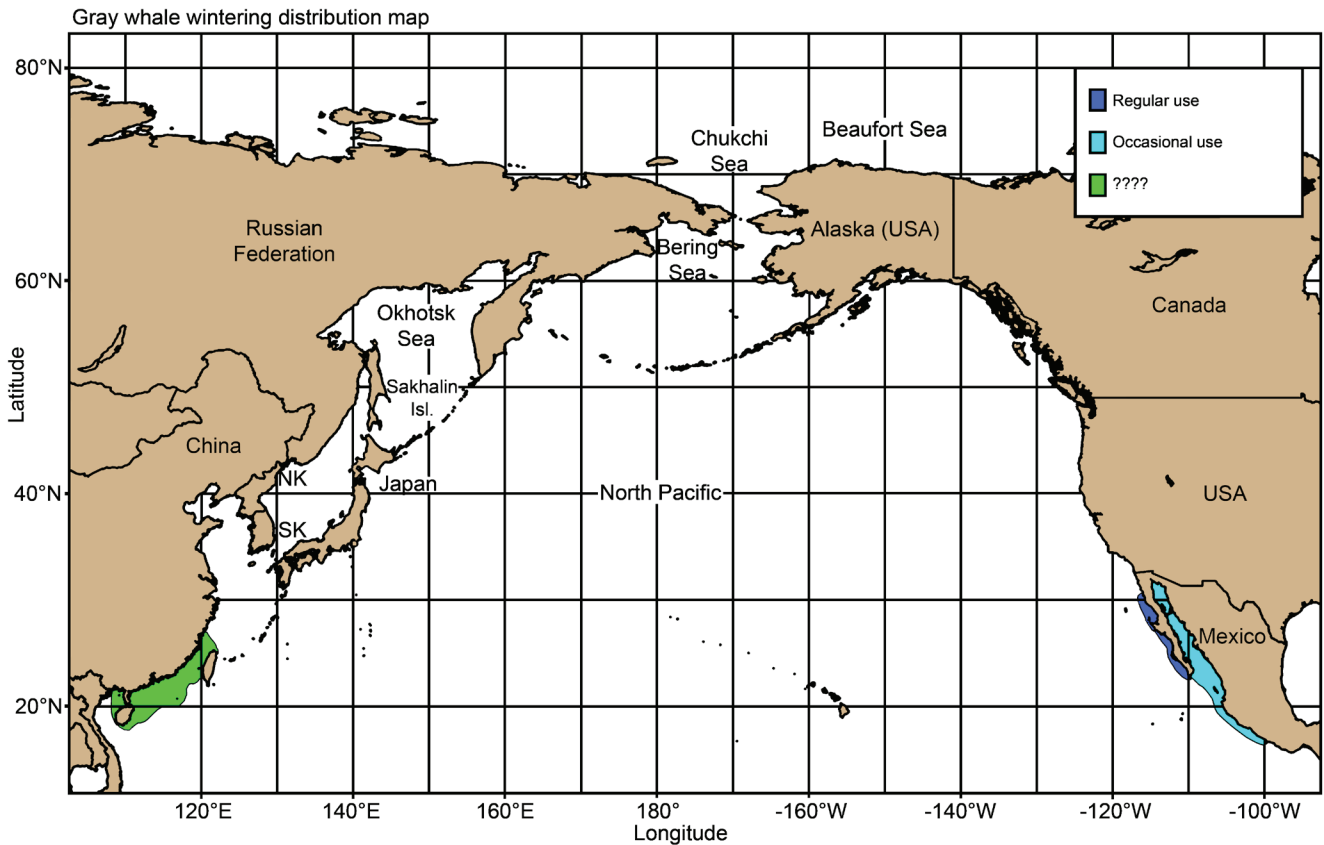 Gray whale wintering distribution map
80°N
60°N
40°N
20°N
Latitude
Regular use
Occasional use
????
Chukchi
Sea
Beaufort Sea
Russian
Federation
Bering
Sea
Alaska (USA)
Canada
Okhotsk
Sea
Sakhalin
Isl.
China
NK
Japan
SK
North Pacific
USA
Mexico
120°E
140°E
160°E
180°
-160°W
-140°W
-120°W
-100°W
Longitude